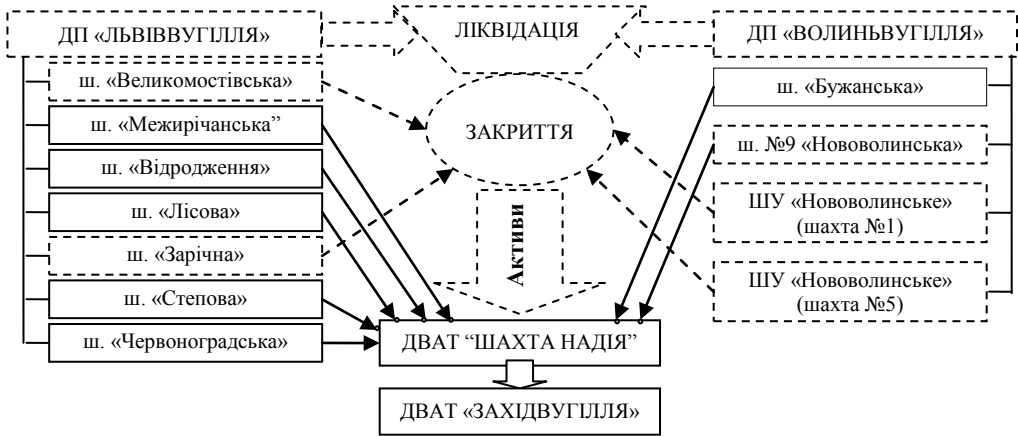 ДП «ЛЬВІВВУГІЛЛЯ»
ЛІКВІДАЦІЯ
ДП «ВОЛИНЬВУГІЛЛЯ»
ш. «Великомостівська»
ш. «Межирічанська”
ш. «Відродження»
ш. «Лісова»
ш. «Зарічна»
ш. «Степова»
ш. «Червоноградська»
ЗАКРИТТЯ
Активи
ш. «Бужанська»
ш. №9 «Нововолинська»
ШУ «Нововолинське»
(шахта №1)
ШУ «Нововолинське»
(шахта №5)
ДВАТ “ШАХТА НАДІЯ”
ДВАТ «ЗАХІДВУГІЛЛЯ»